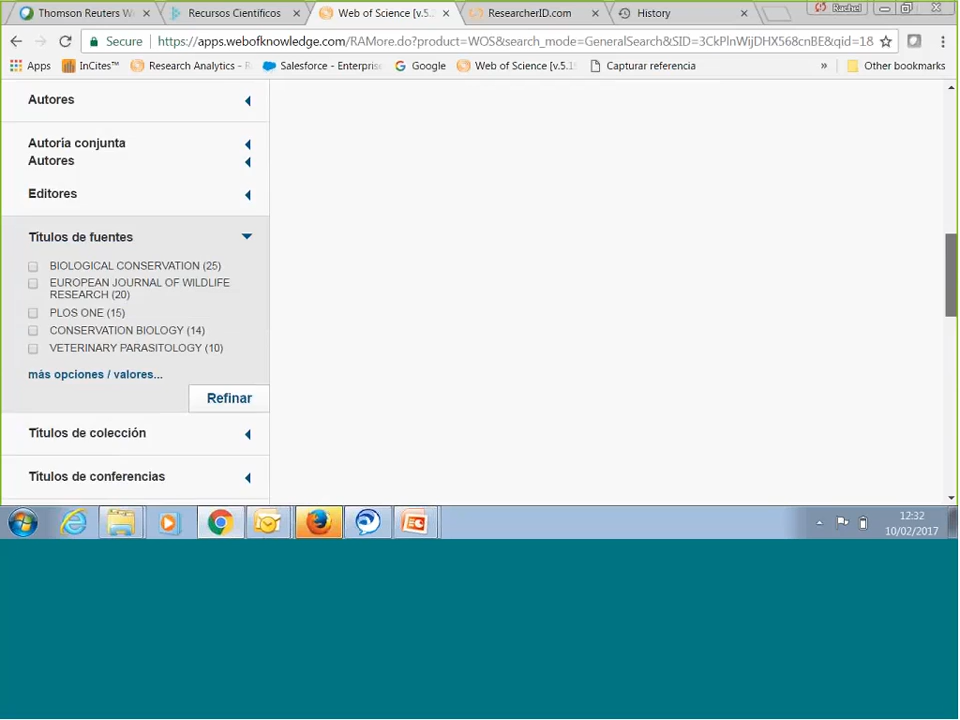 Thomson Reuters W
Recursos Científicos
Web of Science [v.5.
ResearcherID.com
History
Rachel
Secure
https://apps.webofknowledge.com/RAMore.do?product=WOS&search_mode=GeneralSearch&SID=3CkPlnWijDHX568cnBE&qid=18
Apps
InCites™
Research Analytics -
Salesforce - Enterprise
Google
Web of Science [v.5.1
Capturar referencia
»
Other bookmarks
Autores
Autoría conjunta
Autores
Editores
Títulos de fuentes
BIOLOGICAL CONSERVATION (25)
EUROPEAN JOURNAL OF WILDLIFE
RESEARCH (20)
PLOS ONE (15)
CONSERVATION BIOLOGY (14)
VETERINARY PARASITOLOGY (10)
más opciones / valores...
Refinar
Títulos de colección
Títulos de conferencias
12:32
10/02/2017